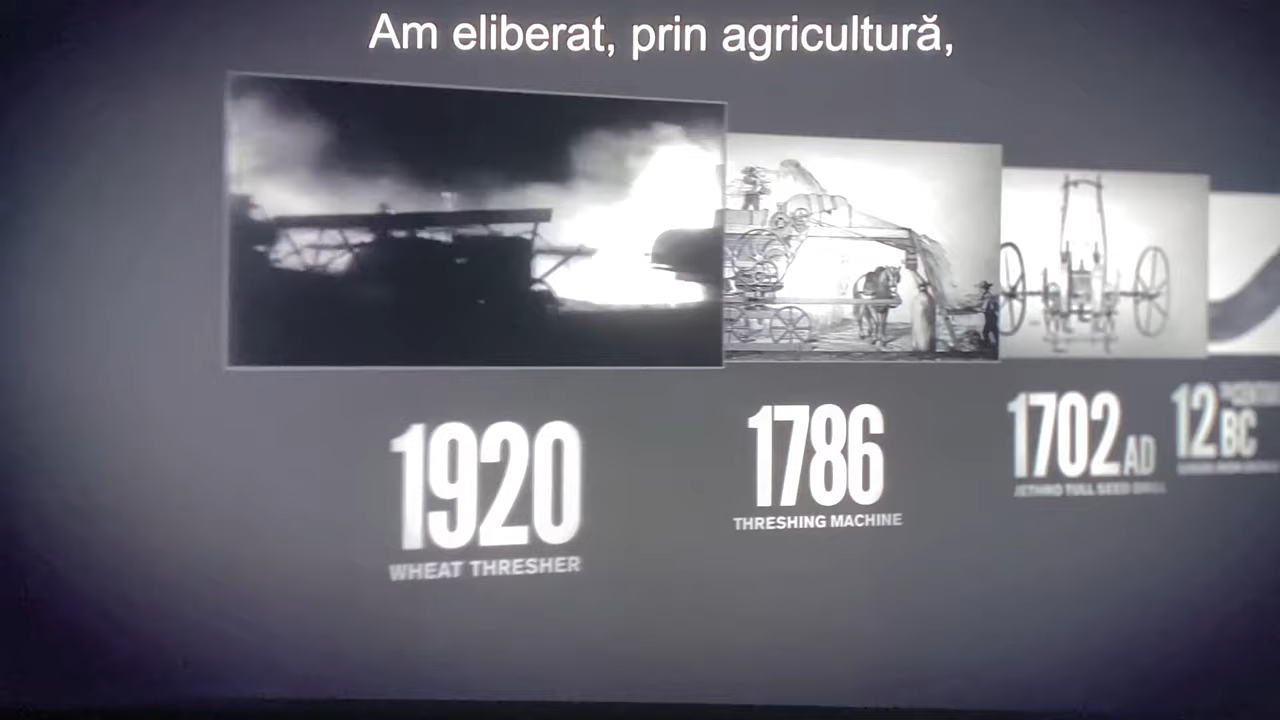 Am eliberat, prin agricultură,
1920
WHEAT THRESHER
1786
THRESHING MACHINE
1702 AD
JETHRO TULL SEED DRILL
12
BC